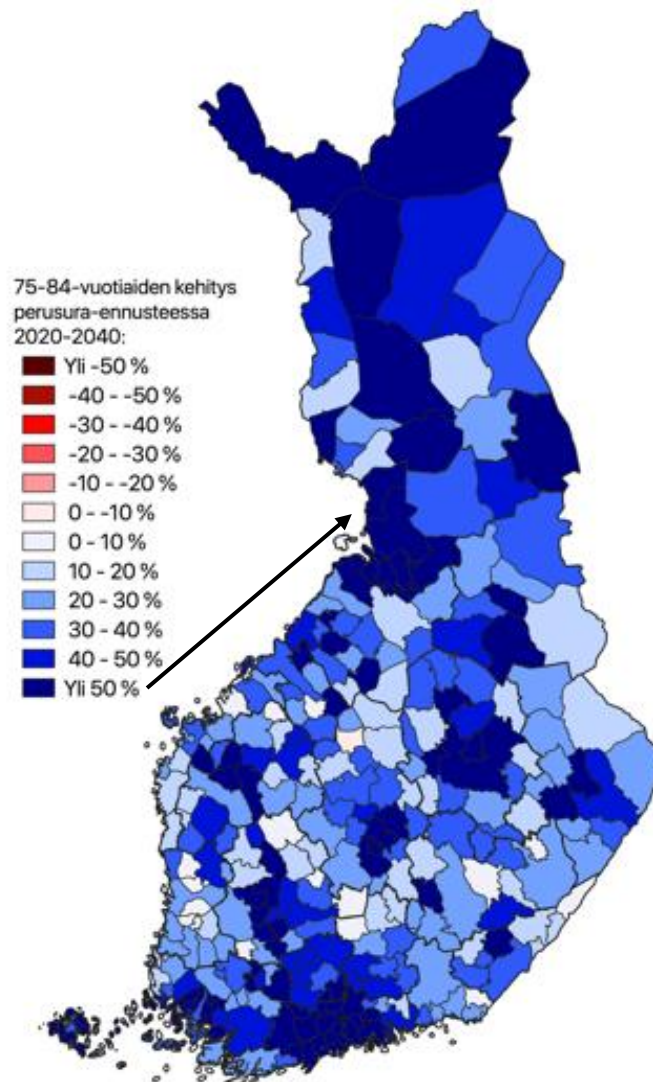 75-84-vuotiaiden kehitys
perusura-ennusteessa
2020-2040:
Yli -50 %
-40 - -50 %
-30 - -40 %
-20 - -30 %
-10 - -20 %
0 - -10 %
0 - 10 %
10 - 20 %
20 - 30 %
30 - 40 %
40 - 50 %
Yli 50 %